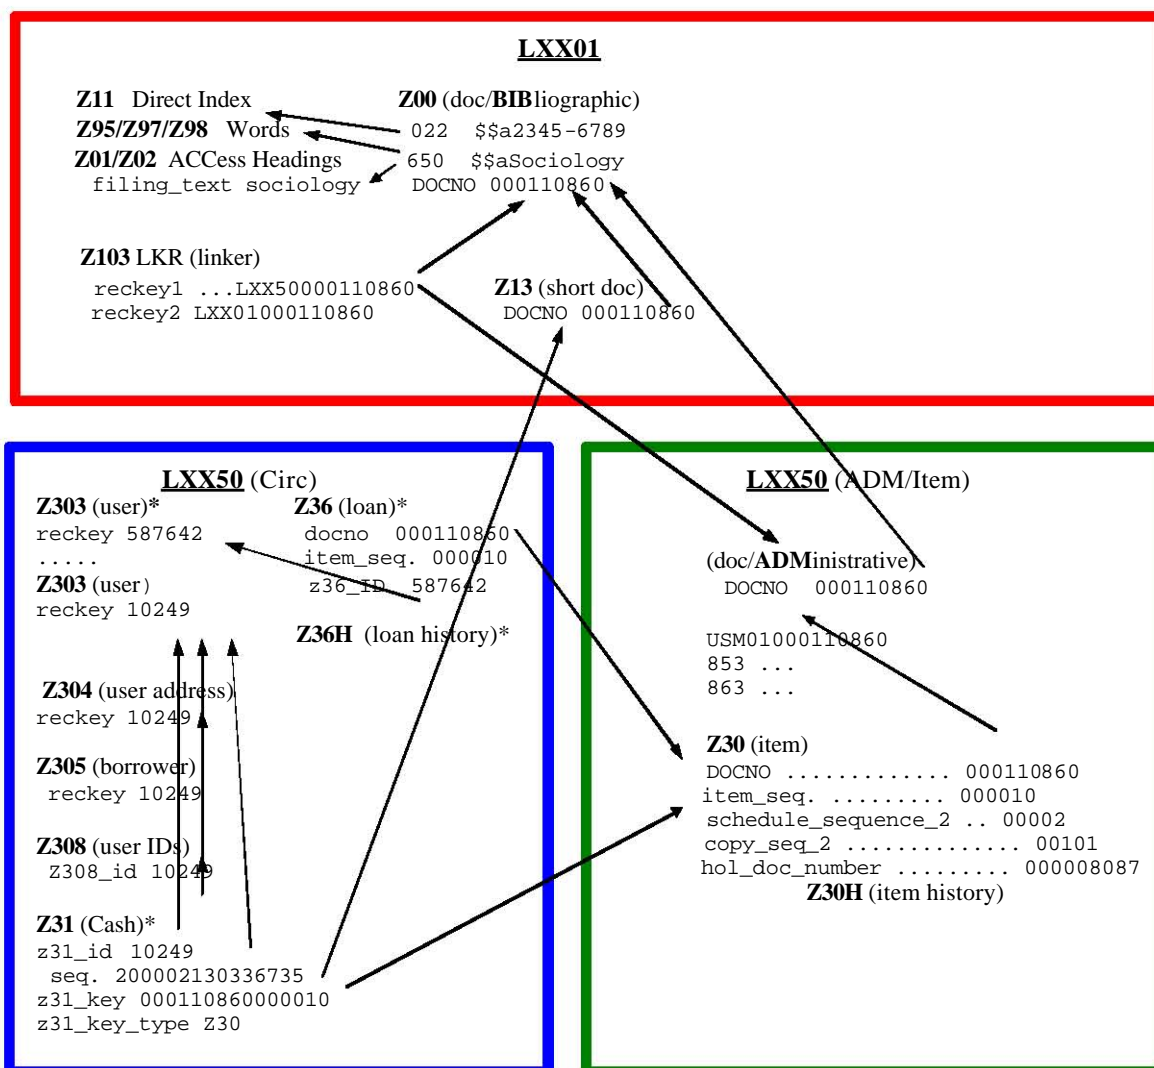 LXX01
Z11 Direct Index
Z95/Z97/Z98 Words
Z01/Z02 ACCess Headings
filing_text sociology
Z00 (doc/BIBliographic)
022 $$a2345-6789
650 $$aSociology
DOCNO 000110860
Z103 LKR (linker)
reckey1 ...LXX50000110860
reckey2 LXX01000110860
Z13 (short doc)
DOCNO 000110860
LXX50 (Circ)
Z303 (user)*
reckey 587642
.....
Z303 (user)
reckey 10249
Z36 (loan)*
docno 000110860
item_seq. 000010
z36_ID 587642
Z36H (loan history)*
Z304 (user address)
reckey 10249
Z305 (borrower)
reckey 10249
Z308 (user IDs)
Z308_id 10249
Z31 (Cash)*
z31_id 10249
seq. 200002130336735
z31_key 000110860000010
z31_key_type Z30
LXX50 (ADM/Item)
(doc/ADMinistrative)
DOCNO 000110860
USM01000110860
853 ...
863 ...
Z30 (item)
DOCNO ............. 000110860
item_seq. ......... 000010
schedule_sequence_2 .. 00002
copy_seq_2 .............. 00101
hol_doc_number ......... 000008087
Z30H (item history)